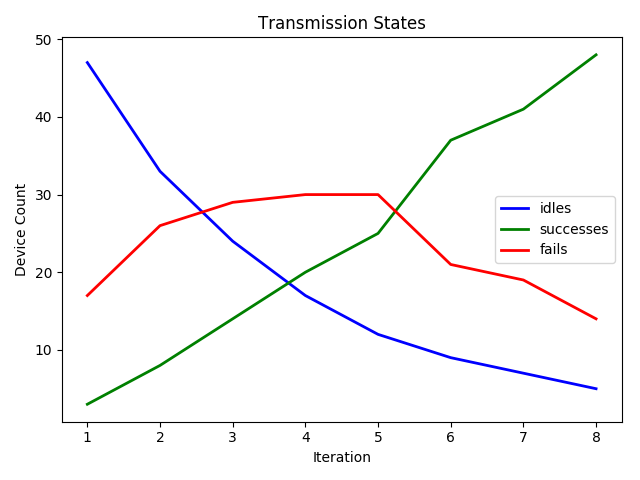 Transmission States
Device Count
50
40
30
20
10
idles
successes
fails
1 2 3 4 5 6 7 8
Iteration